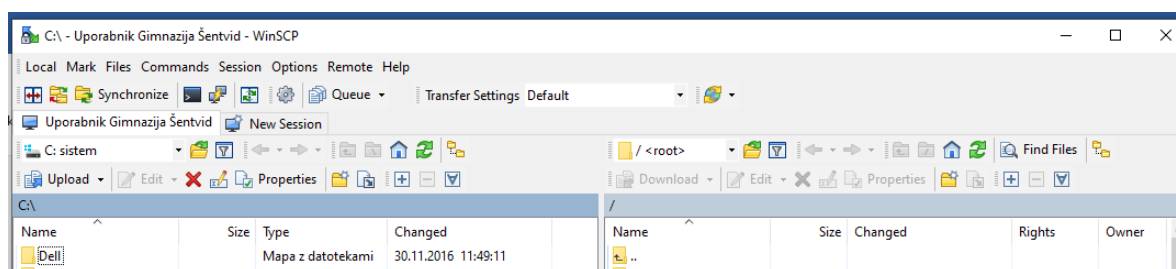 C:\ - Uporabnik Gimnazija Šentvid - WinSCP
Local Mark Files Commands Session Options Remote Help
Synchronize Queue Transfer Settings Default
Uporabnik Gimnazija Šentvid New Session
C: sistem / <root> Find Files
Upload Edit Properties Download Edit Properties
C:\ /
Name Size Type Changed Name Size Changed Rights Owner
Dell Mapa z datotekami 30.11.2016 11:49:11 ..